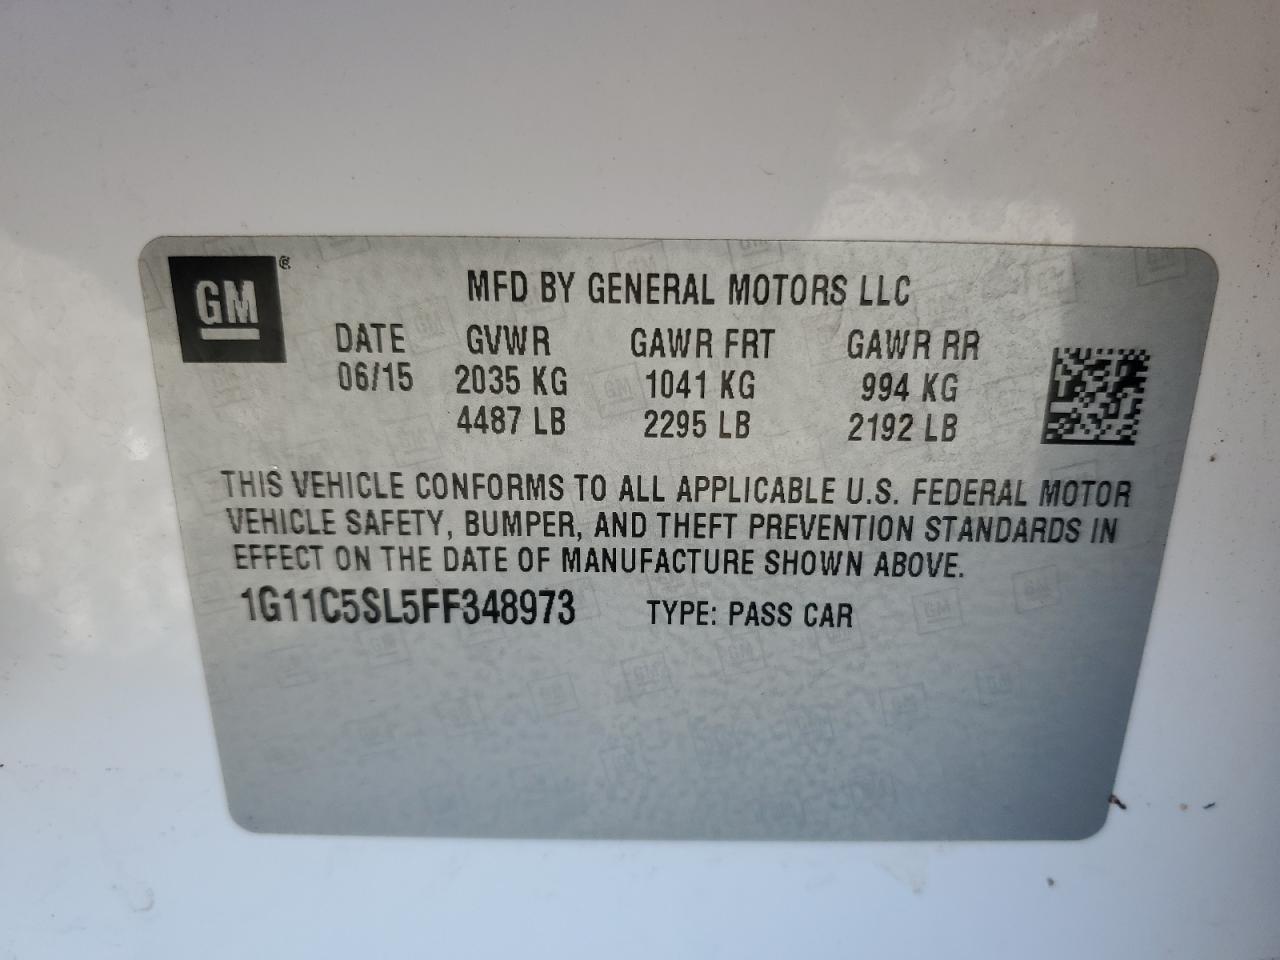 GM ®
MFD BY GENERAL MOTORS LLC
DATE GVWR GAWR FRT GAWR RR
06/15 2035 KG 1041 KG 994 KG
4487 LB 2295 LB 2192 LB
THIS VEHICLE CONFORMS TO ALL APPLICABLE U.S. FEDERAL MOTOR
VEHICLE SAFETY, BUMPER, AND THEFT PREVENTION STANDARDS IN
EFFECT ON THE DATE OF MANUFACTURE SHOWN ABOVE.
1G11C5SL5FF348973 TYPE: PASS CAR